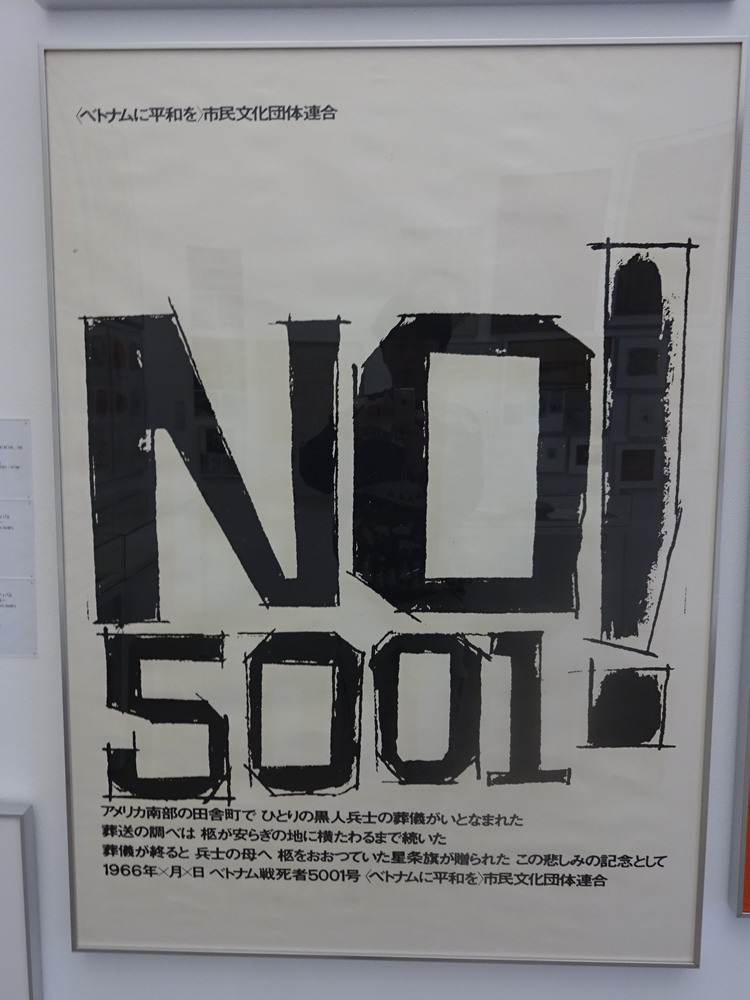 〈ベトナムに平和を〉市民文化団体連合
NO!
5001
アメリカ南部の田舎町で ひとりの黒人兵士の葬儀がいとなまれた
葬送の調べは 柩が安らぎの地に横たわるまで続いた
葬儀が終ると 兵士の母へ 柩をおおつていた星条旗が贈られた この悲しみの記念として
1966年×月×日 ベトナム戦死者5001号〈ベトナムに平和を〉市民文化団体連合